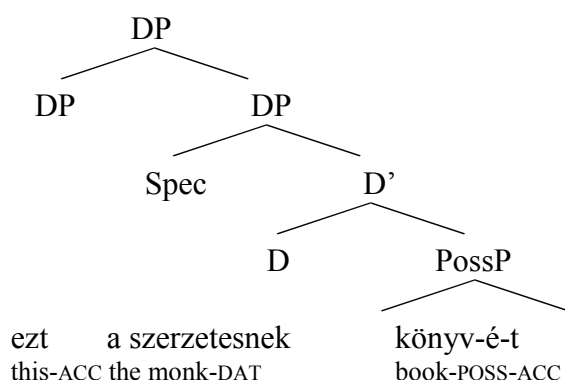 DP
DP DP
Spec D’
D PossP
ezt a szerzetesnek könyv-é-t
this-ACC the monk-DAT book-POSS-ACC